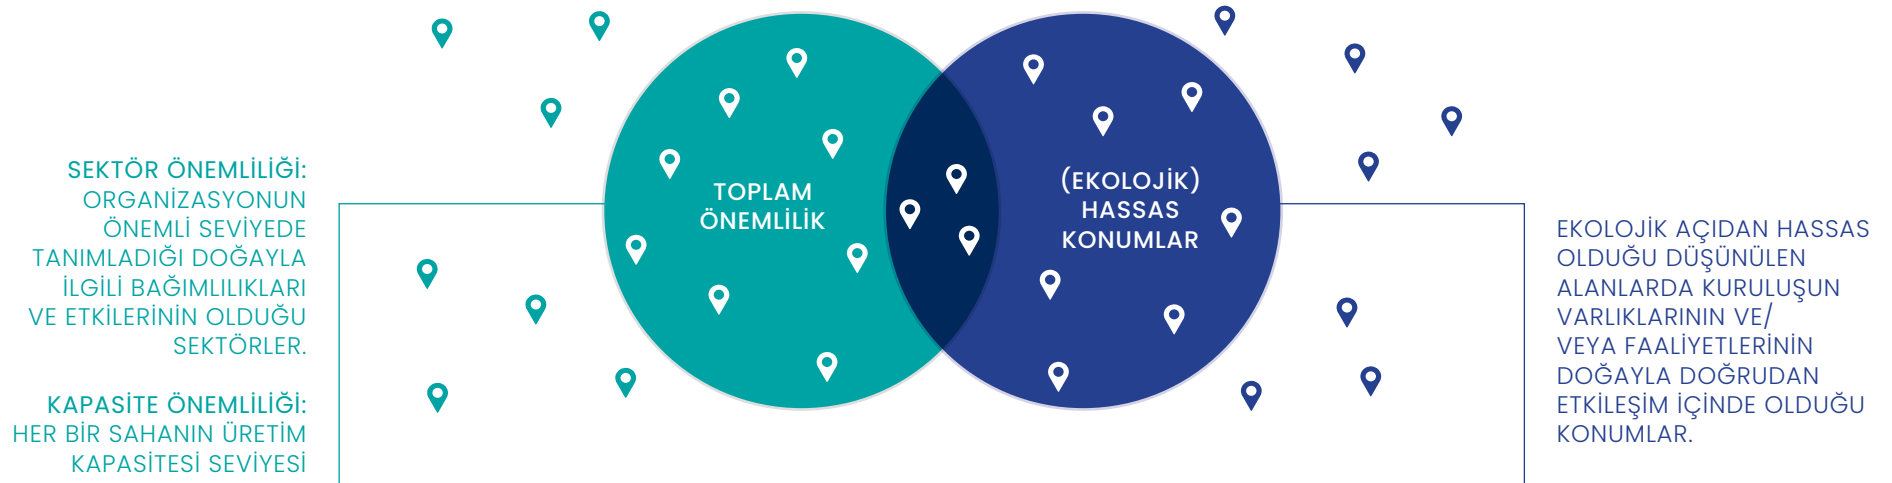 SEKTÖR ÖNEMLİLİĞİ:
ORGANİZASYONUN
ÖNEMLİ SEVİYEDE
TANIMLADIĞI DOĞAYLA
İLGİLİ BAĞIMLILIKLARI
VE ETKİLERİNİN OLDUĞU
SEKTÖRLER.
KAPASİTE ÖNEMLİLİĞİ:
HER BİR SAHANIN ÜRETİM
KAPASİTESİ SEVİYESİ
TOPLAM
ÖNEMLİLİK
(EKOLOJİK)
HASSAS
KONUMLAR
EKOLOJİK AÇIDAN HASSAS
OLDUĞU DÜŞÜNÜLEN
ALANLARDA KURULUŞUN
VARLIKLARININ VE/
VEYA FAALİYETLERİNİN
DOĞAYLA DOĞRUDAN
ETKİLEŞİM İÇİNDE OLDUĞU
KONUMLAR.